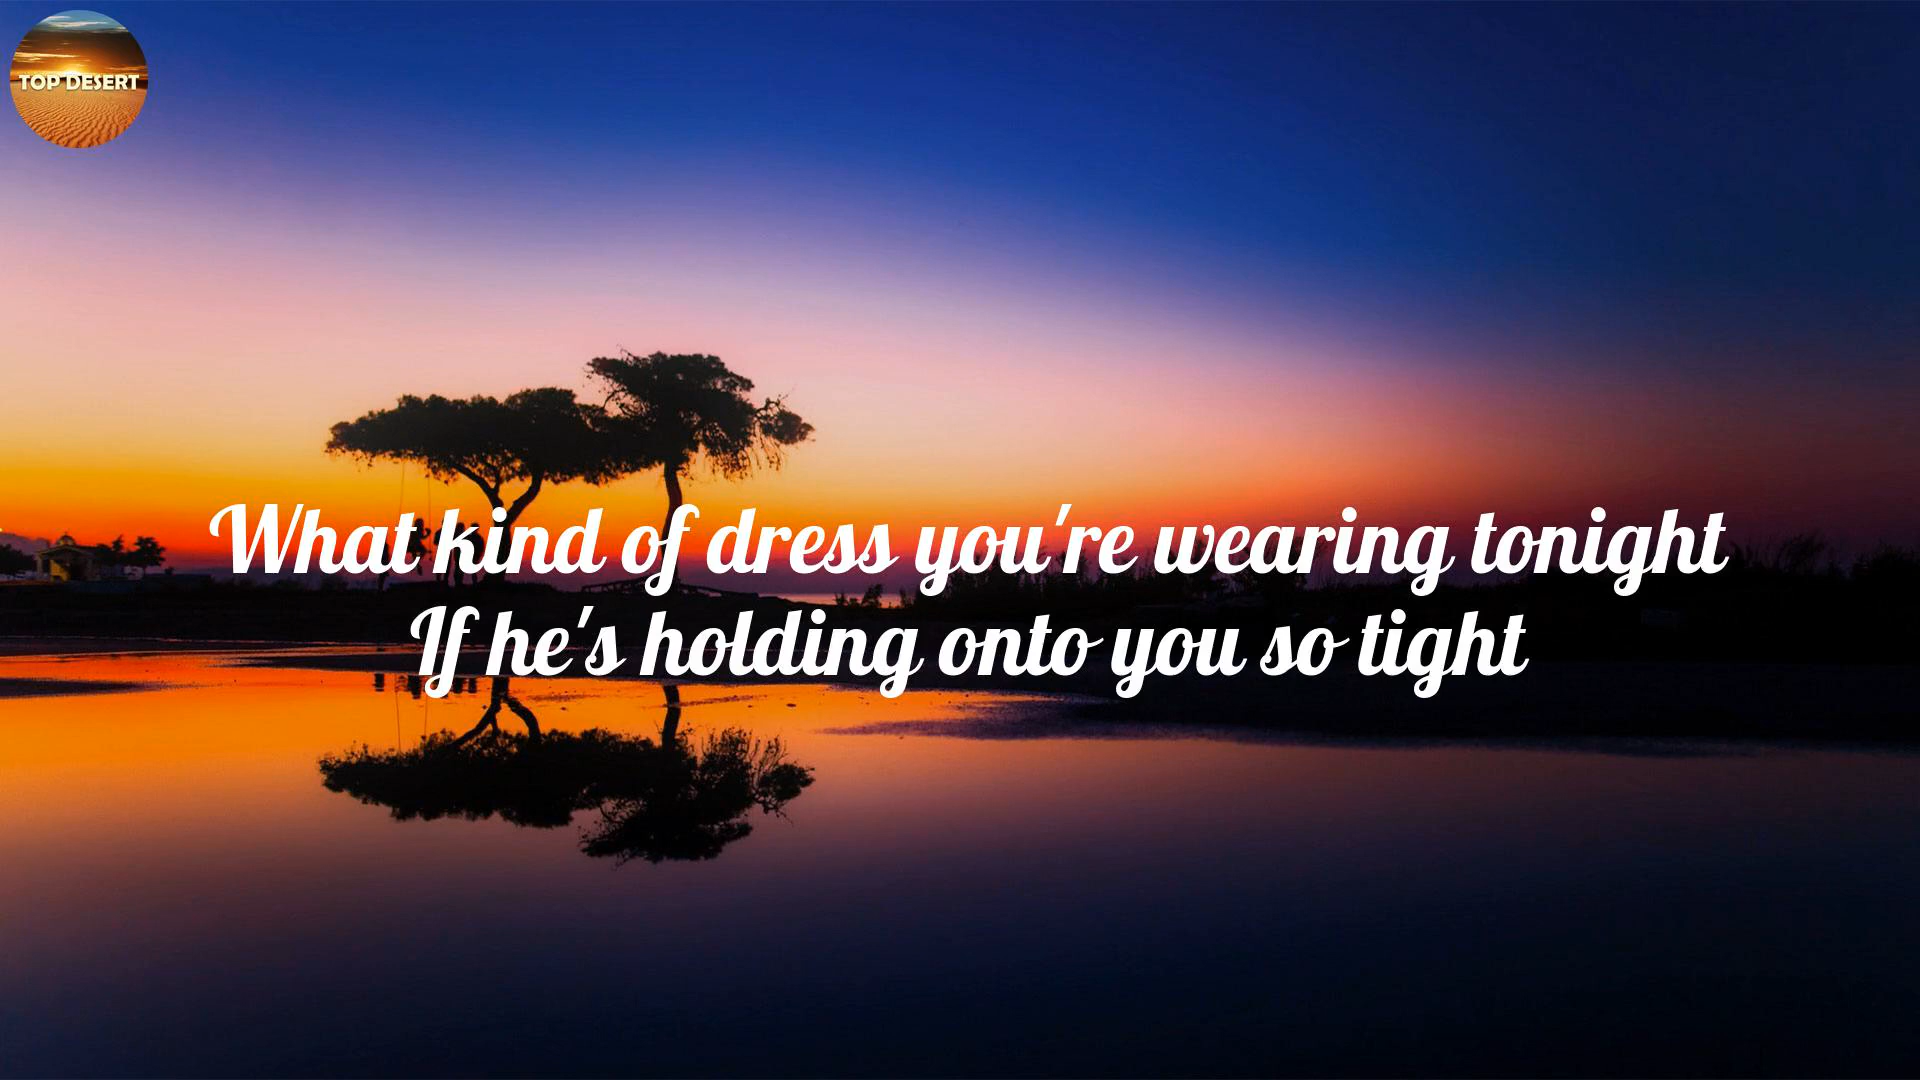 TOP DESERT
What kind of dress you're wearing tonight
If he's holding onto you so tight